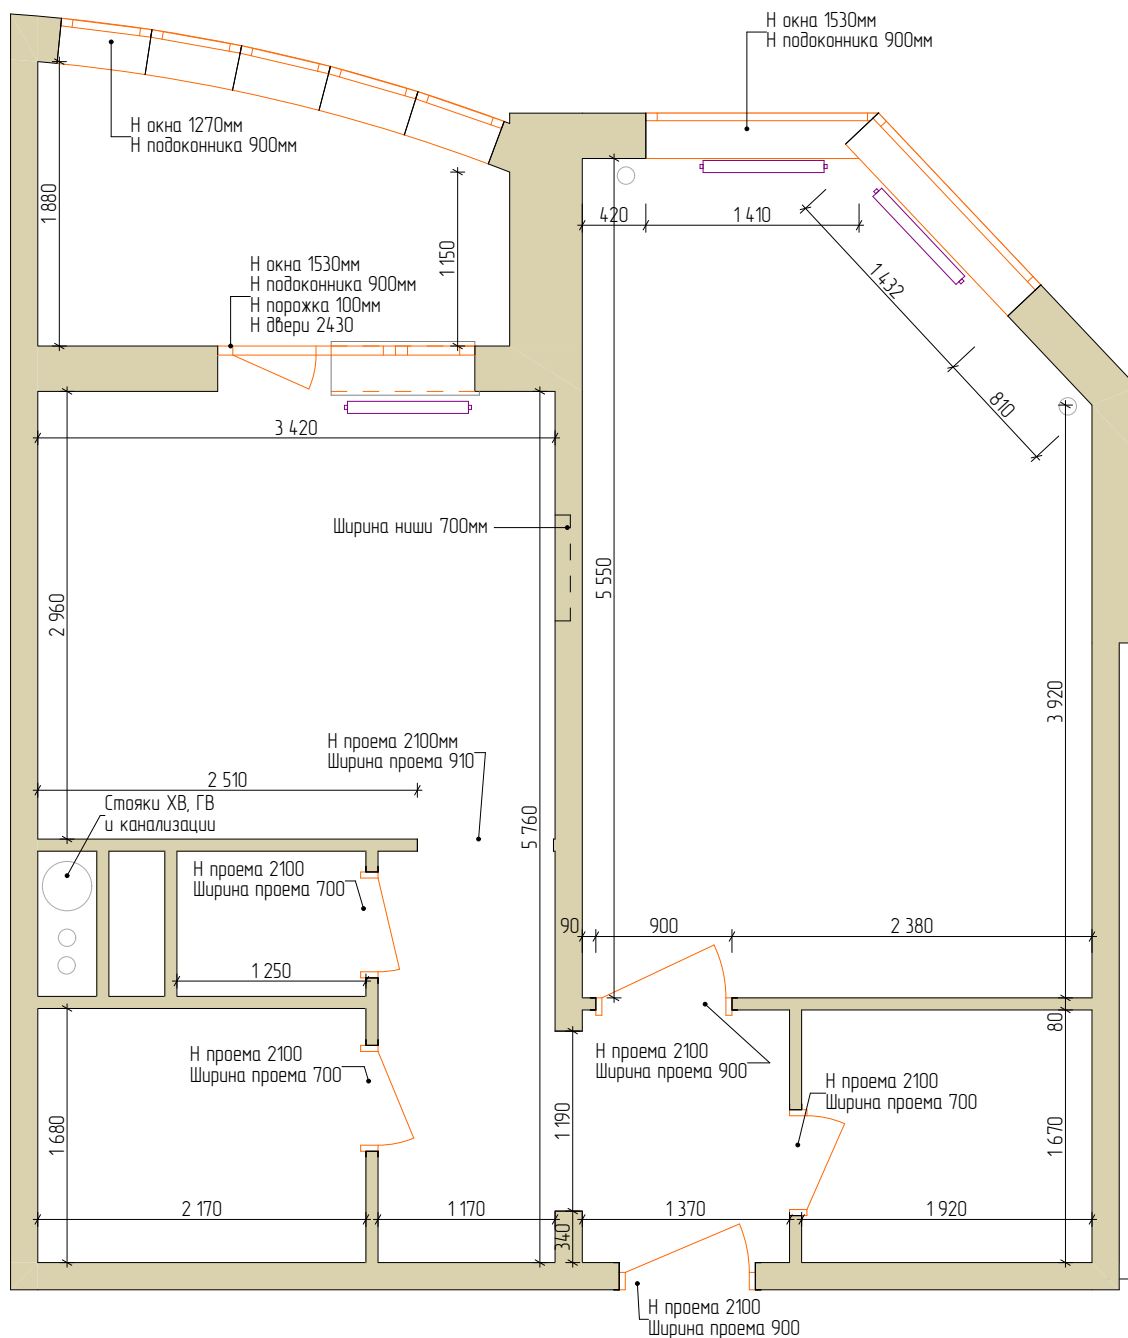 H окна 1530мм
H подоконника 900мм
H окна 1270мм
H подоконника 900мм
1 880
420
1 410
1 150
H окна 1530мм
H подоконника 900мм
H порожка 100мм
H двери 2430
1 432
810
3 420
Ширина ниши 700мм
5 550
2 960
3 920
H проема 2100мм
Ширина проема 910
2 510
Стояки ХВ, ГВ
и канализации
5 760
H проема 2100
Ширина проема 700
90
900
2 380
1 250
80
H проема 2100
Ширина проема 700
H проема 2100
Ширина проема 900
H проема 2100
Ширина проема 700
1 680
1 190
1 670
2 170
1 170
1 370
1 920
340
H проема 2100
Ширина проема 900